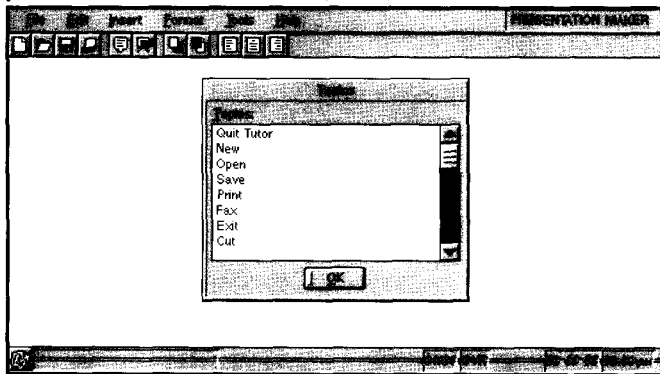 File Edit Insert Format Tools Help
PRESENTATION MAKER
Topics
Topics:
Quit Tutor
New
Open
Save
Print
Fax
Exit
Cut
OK